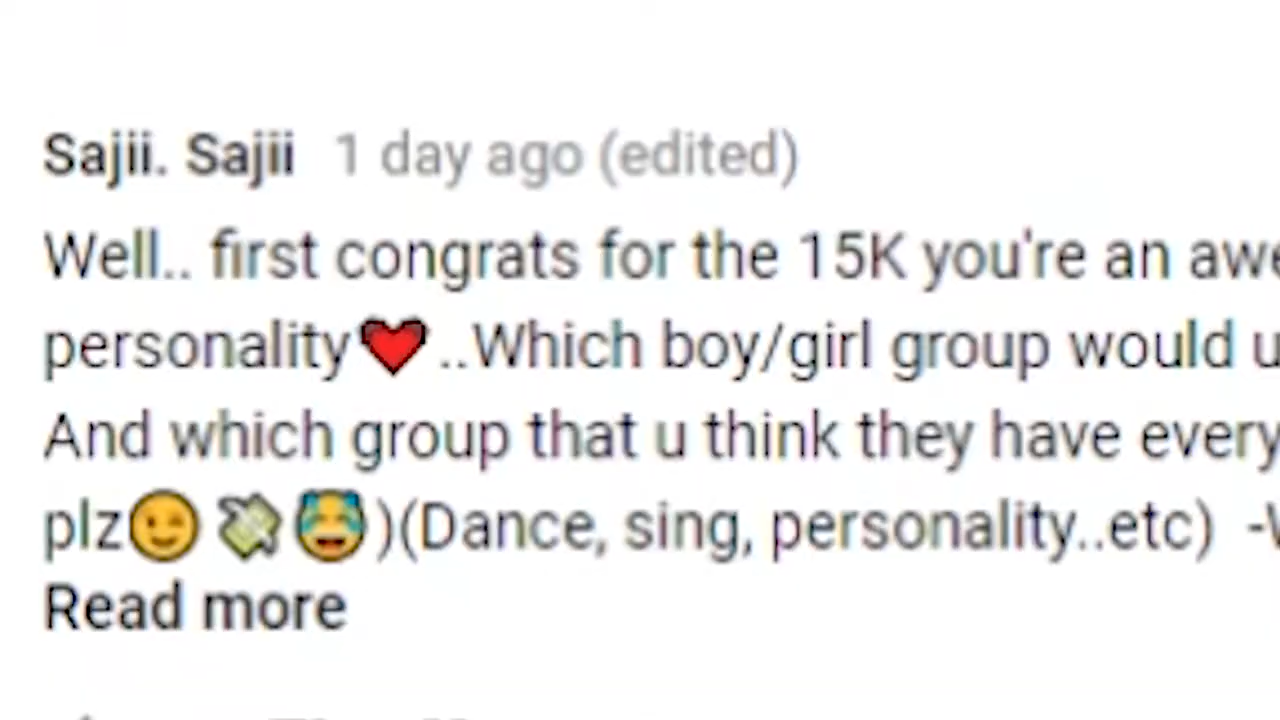 Sajii. Sajii 1 day ago (edited)
Well.. first congrats for the 15K you're an
personality❤️..Which boy/girl group would u
And which group that u think they have every
plz😉 💸 😅)(Dance, sing, personality..etc) -
Read more